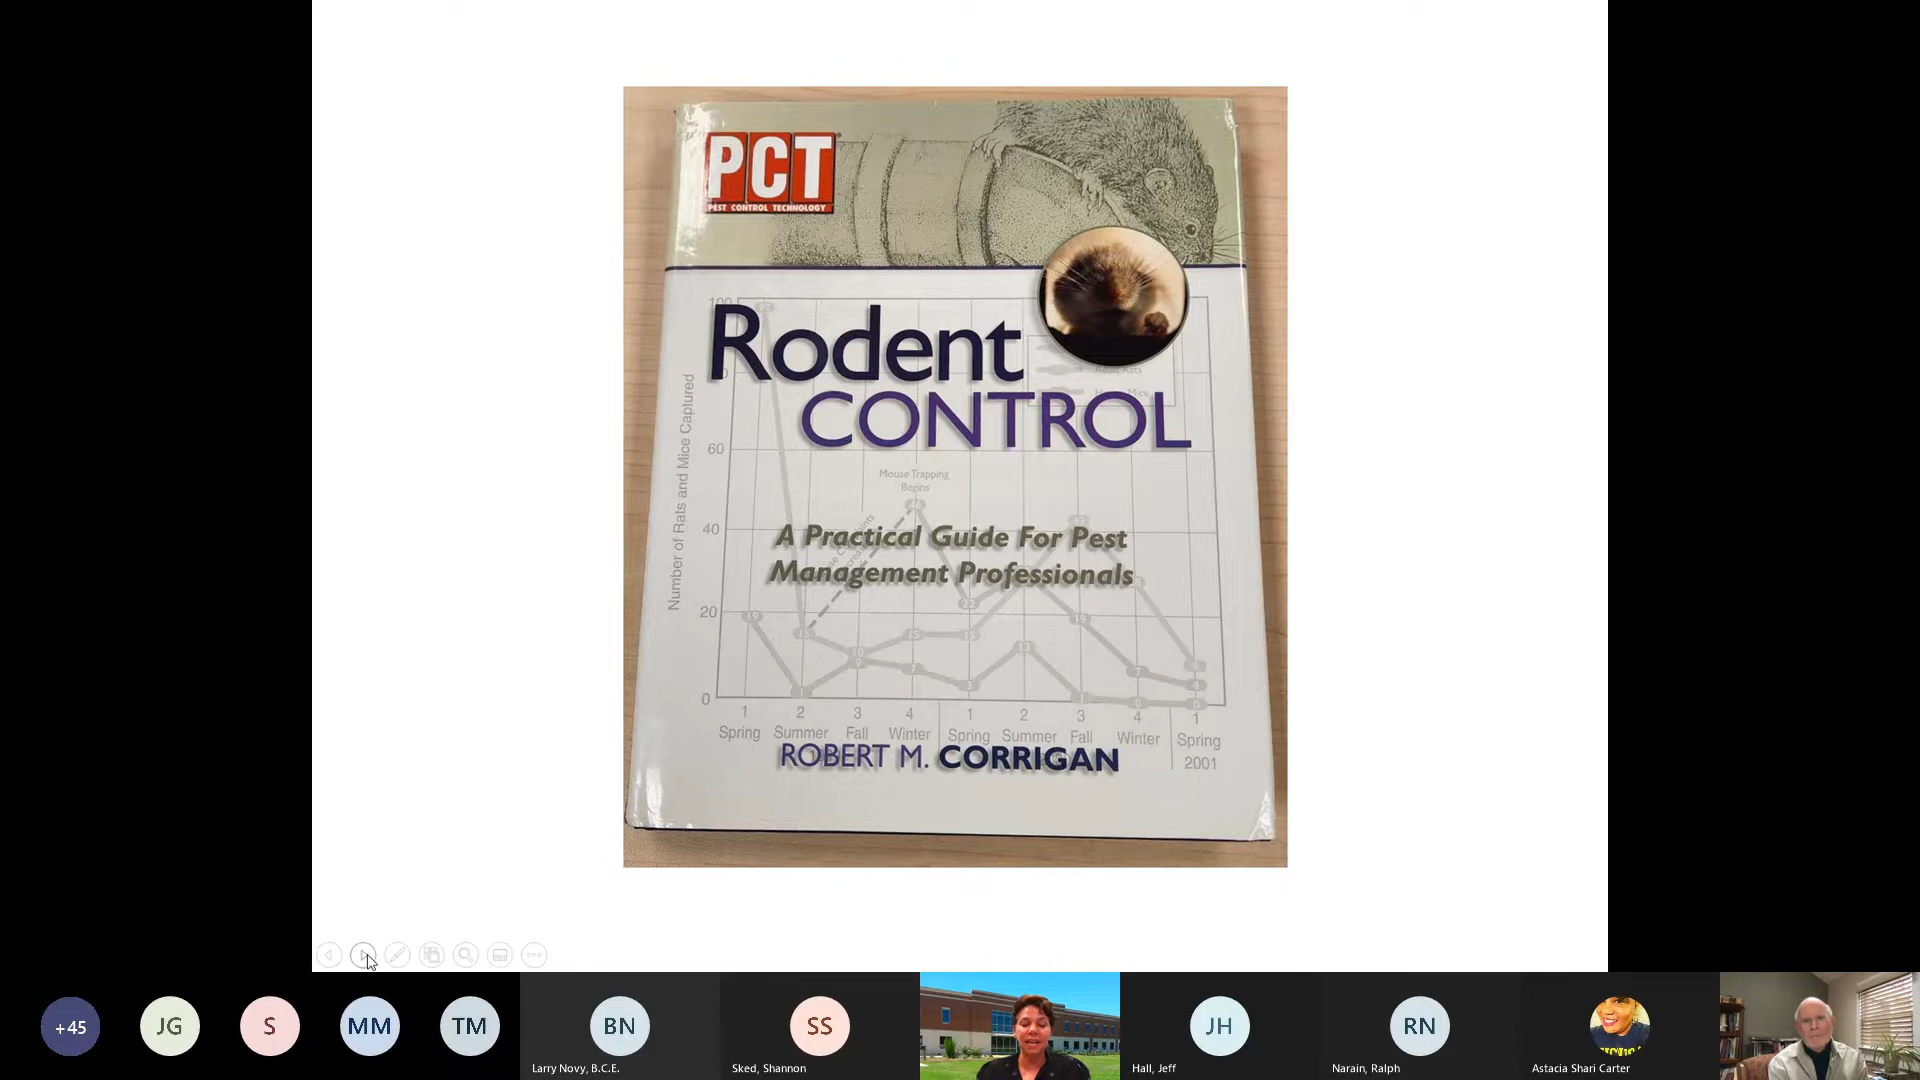 PCT
PEST CONTROL TECHNOLOGY
Rodent
CONTROL
100
60
40
20
0
Number of Rats and Mice Captured
Mouse Trapping
Begins
A Practical Guide For Pest
Management Professionals
1 2 3 4 1 2 3 4 1
Spring Summer Fall Winter Spring Summer Fall Winter Spring
2001
ROBERT M. CORRIGAN
+45
JG
S
MM
TM
BN
SS
JH
RN
Larry Novy, B.C.E.
Sked, Shannon
Hall, Jeff
Narain, Ralph
Astacia Shari Carter